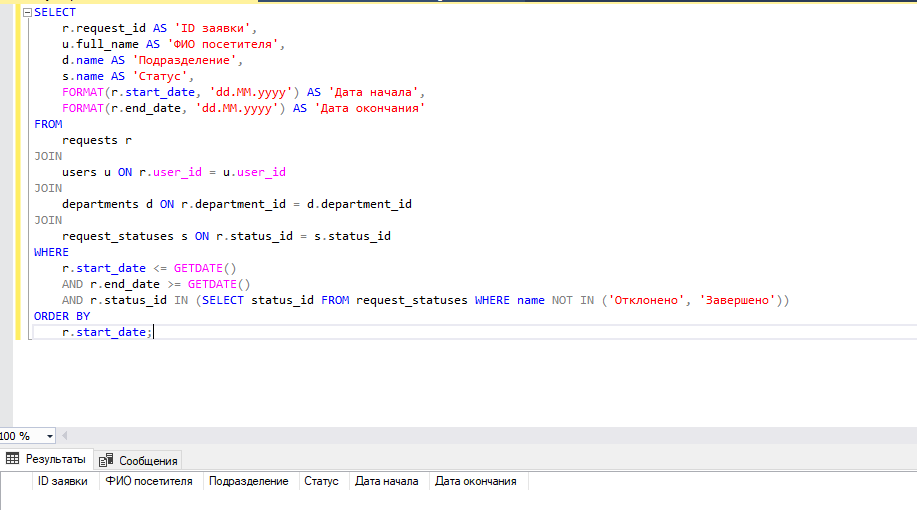 SELECT
r.request_id AS 'ID заявки',
u.full_name AS 'ФИО посетителя',
d.name AS 'Подразделение',
s.name AS 'Статус',
FORMAT(r.start_date, 'dd.MM.yyyy') AS 'Дата начала',
FORMAT(r.end_date, 'dd.MM.yyyy') AS 'Дата окончания'
FROM
requests r
JOIN
users u ON r.user_id = u.user_id
JOIN
departments d ON r.department_id = d.department_id
JOIN
request_statuses s ON r.status_id = s.status_id
WHERE
r.start_date <= GETDATE()
AND r.end_date >= GETDATE()
AND r.status_id IN (SELECT status_id FROM request_statuses WHERE name NOT IN ('Отклонено', 'Завершено'))
ORDER BY
r.start_date;
100 %
Результаты Сообщения
ID заявки ФИО посетителя Подразделение Статус Дата начала Дата окончания